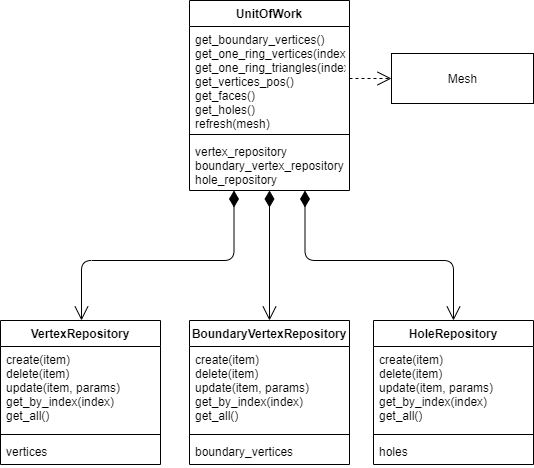 UnitOfWork
get_boundary_vertices()
get_one_ring_vertices(index
get_one_ring_triangles(index
get_vertices_pos()
get_faces()
get_holes()
refresh(mesh)
vertex_repository
boundary_vertex_repository
hole_repository
Mesh
VertexRepository
create(item)
delete(item)
update(item, params)
get_by_index(index)
get_all()
vertices
BoundaryVertexRepository
create(item)
delete(item)
update(item, params)
get_by_index(index)
get_all()
boundary_vertices
HoleRepository
create(item)
delete(item)
update(item, params)
get_by_index(index)
get_all()
holes